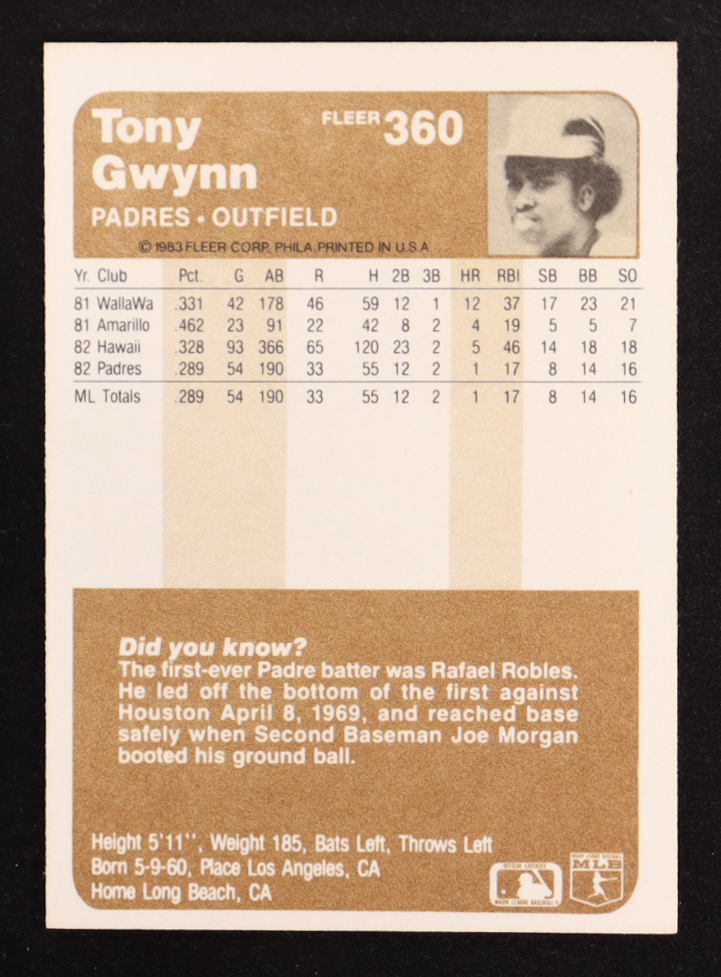 Tony
Gwynn
FLEER 360
PADRES • OUTFIELD
© 1983 FLEER CORP. PHILA. PRINTED IN U.S.A
Yr. Club Pct. G AB R H 2B 3B HR RBI SB BB SO
81 WallaWa .331 42 178 46 59 12 1 12 37 17 23 21
81 Amarillo .462 23 91 22 42 8 2 4 19 5 5 7
82 Hawaii .328 93 366 65 120 23 2 5 46 14 18 18
82 Padres .289 54 190 33 55 12 2 1 17 8 14 16
ML Totals .289 54 190 33 55 12 2 1 17 8 14 16
Did you know?
The first-ever Padre batter was Rafael Robles.
He led off the bottom of the first against
Houston April 8, 1969, and reached base
safely when Second Baseman Joe Morgan
booted his ground ball.
Height 5'11'', Weight 185, Bats Left, Throws Left
Born 5-9-60, Place Los Angeles, CA
Home Long Beach, CA
OFFICIAL LICENSEE
MAJOR LEAGUE BASEBALL
MAJOR LEAGUE BASEBALL
MLB